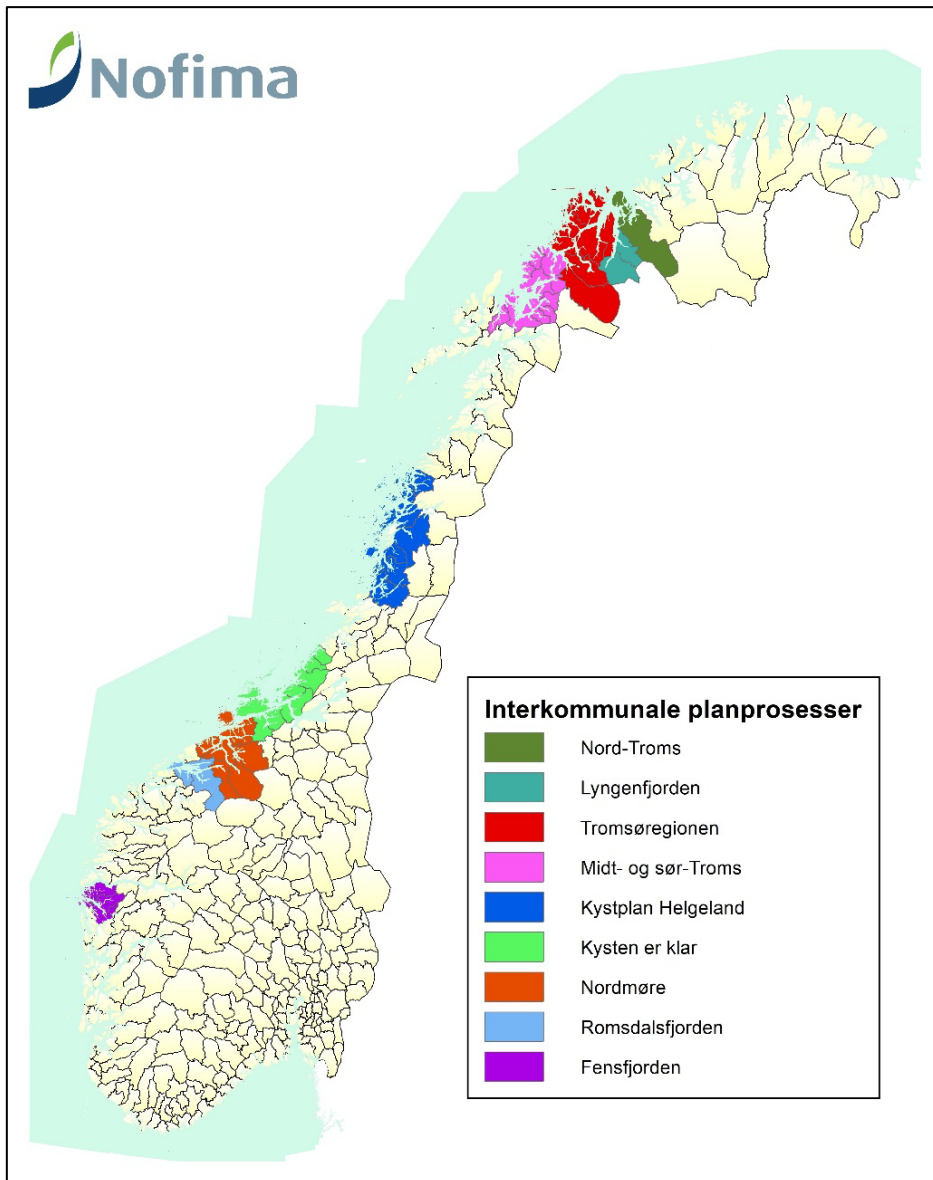 Nofima
Interkommunale planprosesser
Nord-Troms
Lyngenfjorden
Tromsøregionen
Midt- og sør-Troms
Kystplan Helgeland
Kysten er klar
Nordmøre
Romsdalsfjorden
Fensfjorden